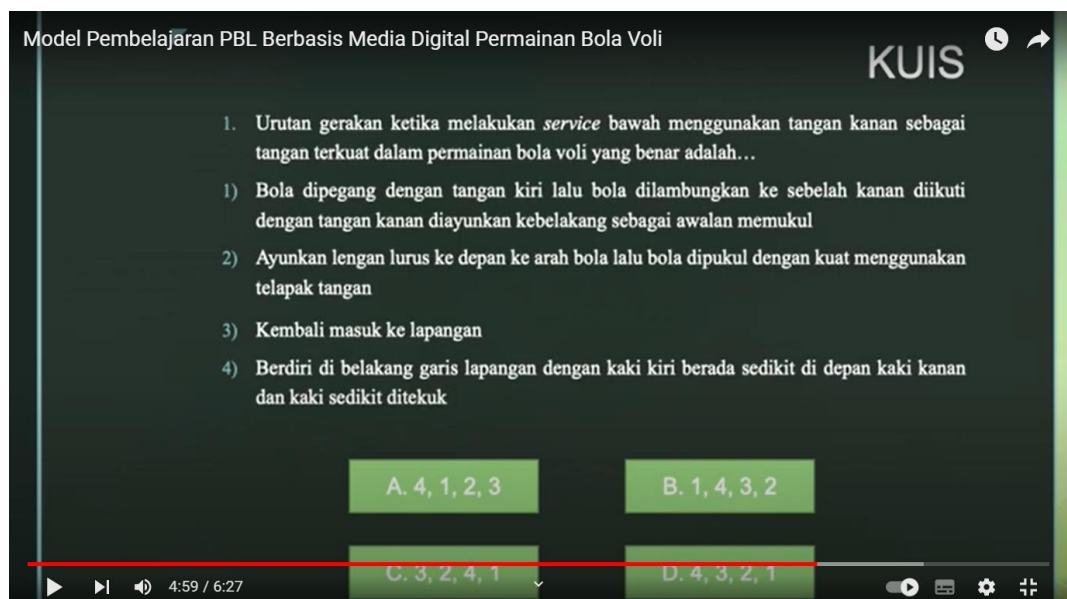 Model Pembelajaran PBL Berbasis Media Digital Permainan Bola Voli
KUIS
1. Urutan gerakan ketika melakukan service bawah menggunakan tangan kanan sebagai
tangan terkuat dalam permainan bola voli yang benar adalah…
1) Bola dipegang dengan tangan kiri lalu bola dilambungkan ke sebelah kanan diikuti
dengan tangan kanan diayunkan kebelakang sebagai awalan memukul
2) Ayunkan lengan lurus ke depan ke arah bola lalu bola dipukul dengan kuat menggunakan
telapak tangan
3) Kembali masuk ke lapangan
4) Berdiri di belakang garis lapangan dengan kaki kiri berada sedikit di depan kaki kanan
dan kaki sedikit ditekuk
A. 4, 1, 2, 3
B. 1, 4, 3, 2
C. 3, 2, 4, 1
D. 4, 3, 2, 1
4:59 / 6:27